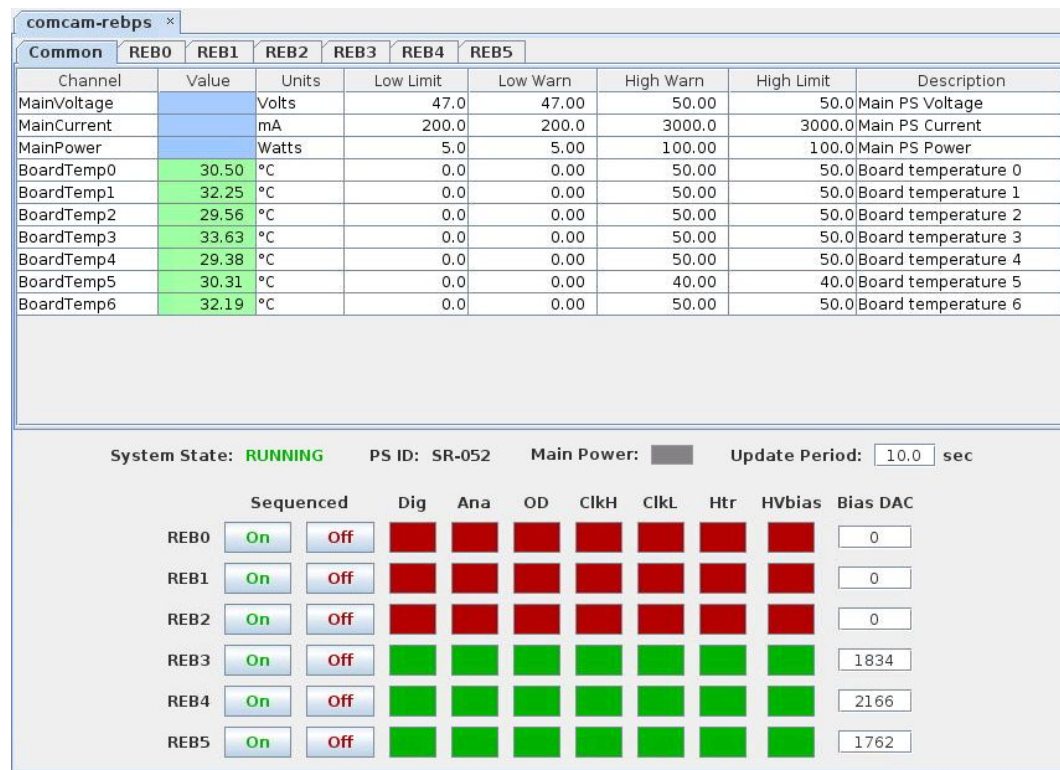 comcam-rebps ×
Common REB0 REB1 REB2 REB3 REB4 REB5
Channel Value Units Low Limit Low Warn High Warn High Limit Description
MainVoltage Volts 47.0 47.00 50.00 50.0 Main PS Voltage
MainCurrent mA 200.0 200.0 3000.0 3000.0 Main PS Current
MainPower Watts 5.0 5.00 100.00 100.0 Main PS Power
BoardTemp0 30.50 °C 0.0 0.00 50.00 50.0 Board temperature 0
BoardTemp1 32.25 °C 0.0 0.00 50.00 50.0 Board temperature 1
BoardTemp2 29.56 °C 0.0 0.00 50.00 50.0 Board temperature 2
BoardTemp3 33.63 °C 0.0 0.00 50.00 50.0 Board temperature 3
BoardTemp4 29.38 °C 0.0 0.00 50.00 50.0 Board temperature 4
BoardTemp5 30.31 °C 0.0 0.00 40.00 40.0 Board temperature 5
BoardTemp6 32.19 °C 0.0 0.00 50.00 50.0 Board temperature 6
System State: RUNNING PS ID: SR-052 Main Power: Update Period: 10.0 sec
Sequenced Dig Ana OD ClkH ClkL Htr HVbias Bias DAC
REB0 On Off 0
REB1 On Off 0
REB2 On Off 0
REB3 On Off 1834
REB4 On Off 2166
REB5 On Off 1762